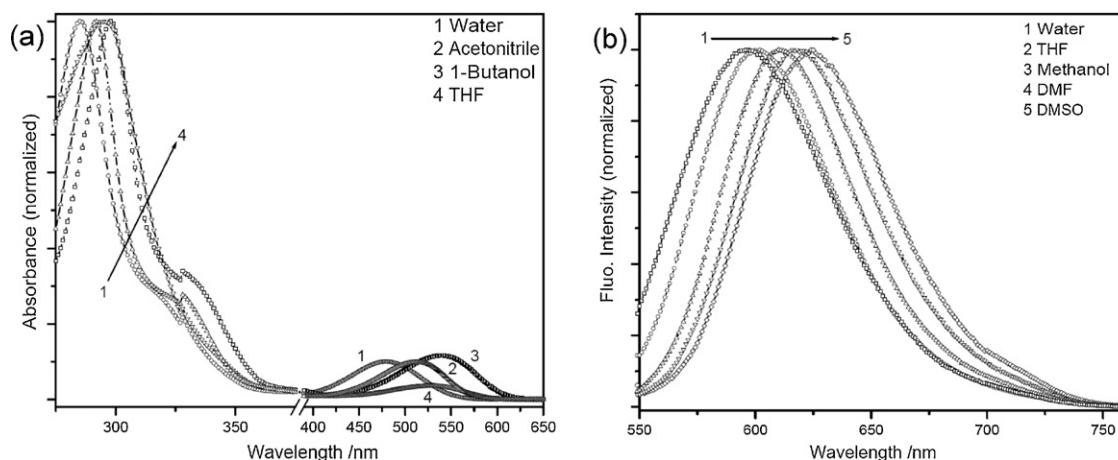 (a)
1 Water
2 Acetonitrile
3 1-Butanol
4 THF
4
1
1
3
2
4
Absorbance (normalized)
300
350
400
450
500
550
600
650
Wavelength /nm
(b)
1 Water
2 THF
3 Methanol
4 DMF
5 DMSO
1
5
Fluo. Intensity (normalized)
550
600
650
700
750
Wavelength /nm